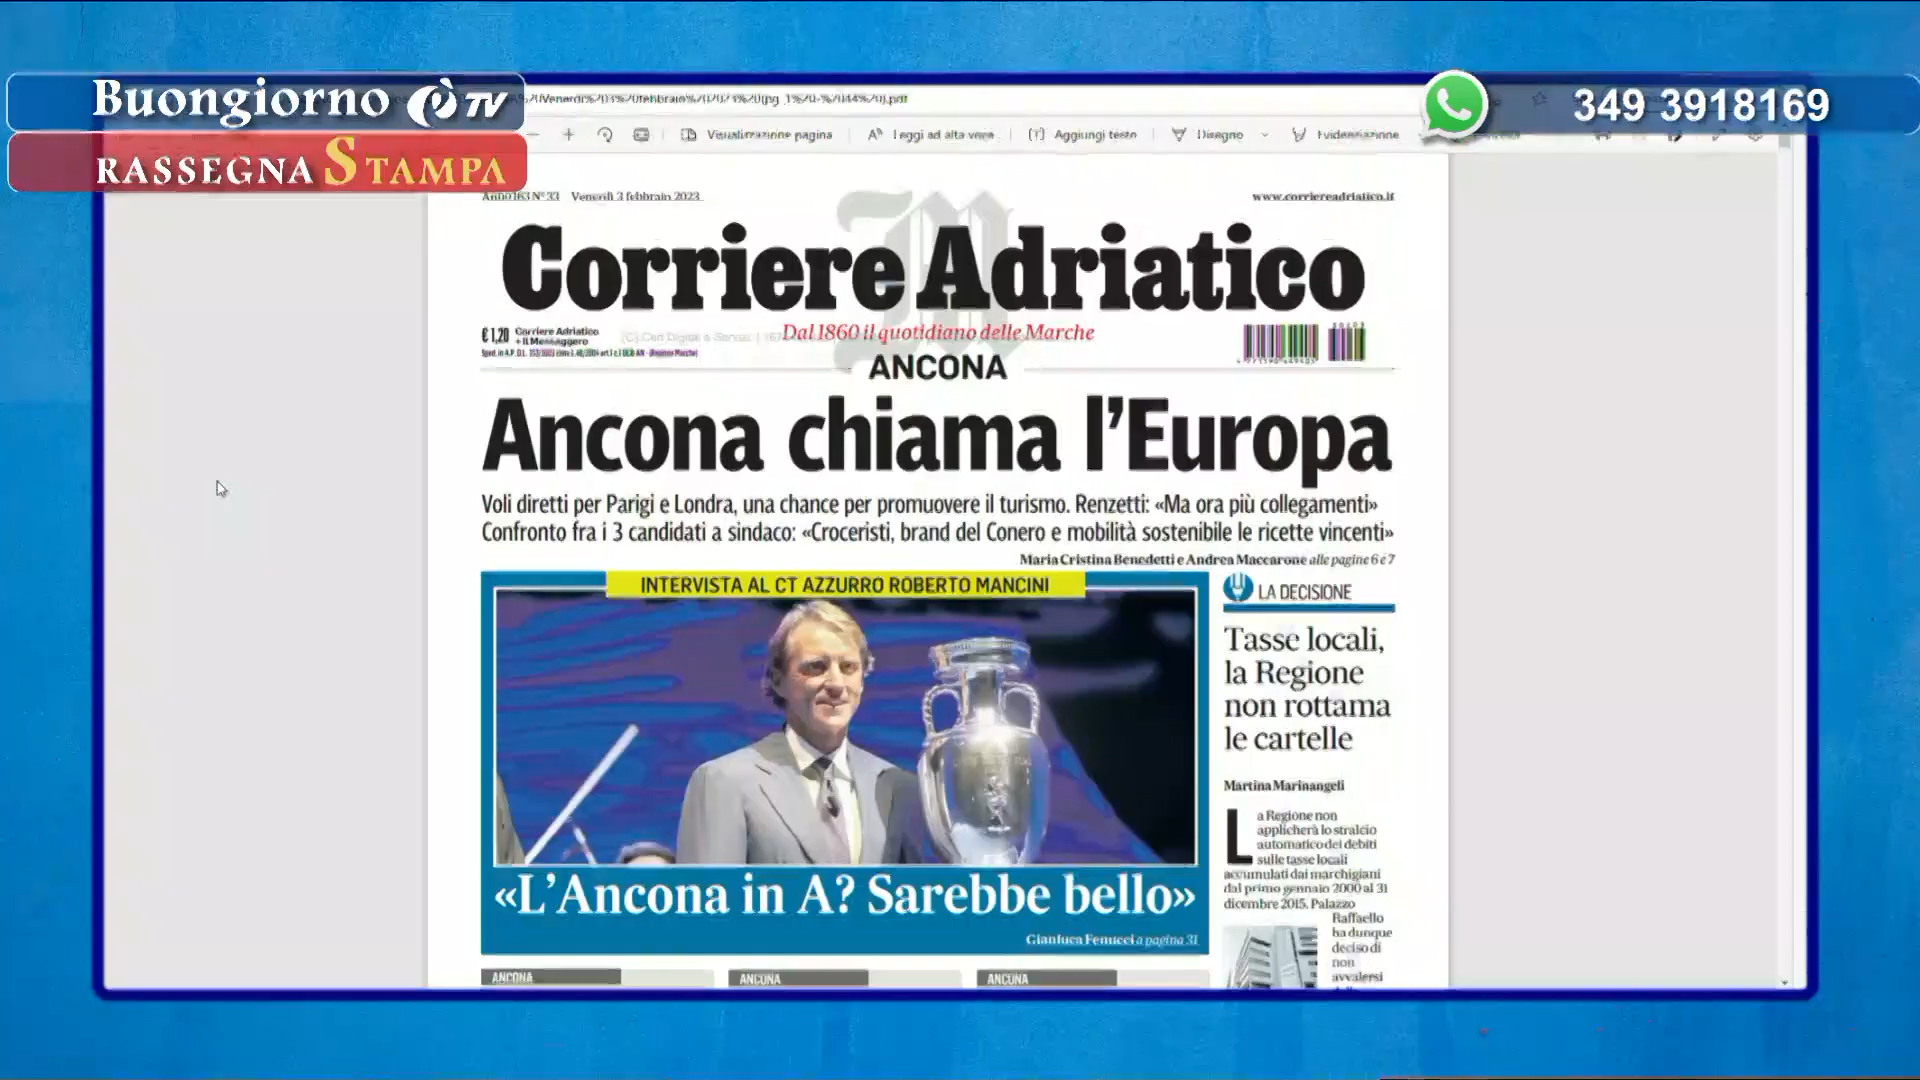 Buongiorno è TV
RASSEGNA STAMPA
349 3918169
Visualizzazione pagina
Leggi ad alta voce
Aggiungi testo
Disegno
Evidenziazione
Anno 163 N° 33 Venerdì 3 febbraio 2023
www.corriereadriatico.it
Corriere Adriatico
€ 1,20 Corriere Adriatico
+ Il Messaggero
Dal 1860 il quotidiano delle Marche
ANCONA
Ancona chiama l'Europa
Voli diretti per Parigi e Londra, una chance per promuovere il turismo. Renzetti: «Ma ora più collegamenti»
Confronto fra i 3 candidati a sindaco: «Croceristi, brand del Conero e mobilità sostenibile le ricette vincenti»
Maria Cristina Benedetti e Andrea Maccarone alle pagine 6 e 7
INTERVISTA AL CT AZZURRO ROBERTO MANCINI
«L'Ancona in A? Sarebbe bello»
Gianluca Fenucci a pagina 31
LA DECISIONE
Tasse locali,
la Regione
non rottama
le cartelle
Martina Marinangeli
La Regione non
applicherà lo stralcio
automatico dei debiti
sulle tasse locali
accumulati dai marchigiani
dal primo gennaio 2000 al 31
dicembre 2015. Palazzo
Raffaello
ha dunque
deciso di
non
avvalersi
ANCONA
ANCONA
ANCONA